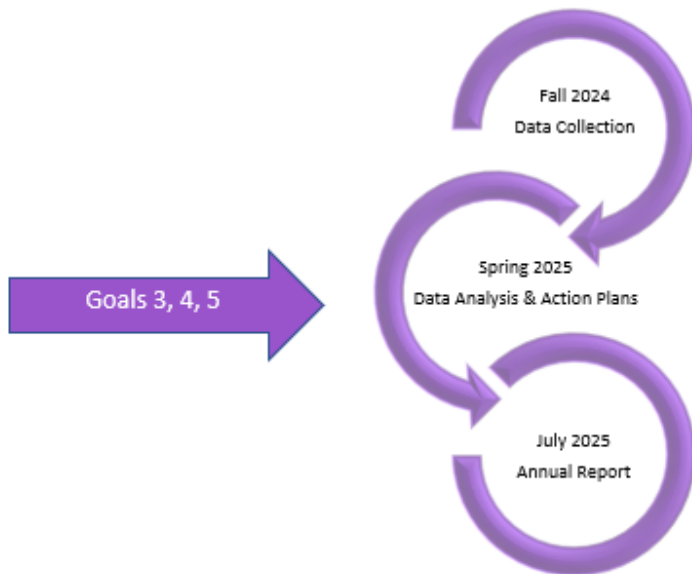 Fall 2024
Data Collection
Goals 3, 4, 5
Spring 2025
Data Analysis & Action Plans
July 2025
Annual Report